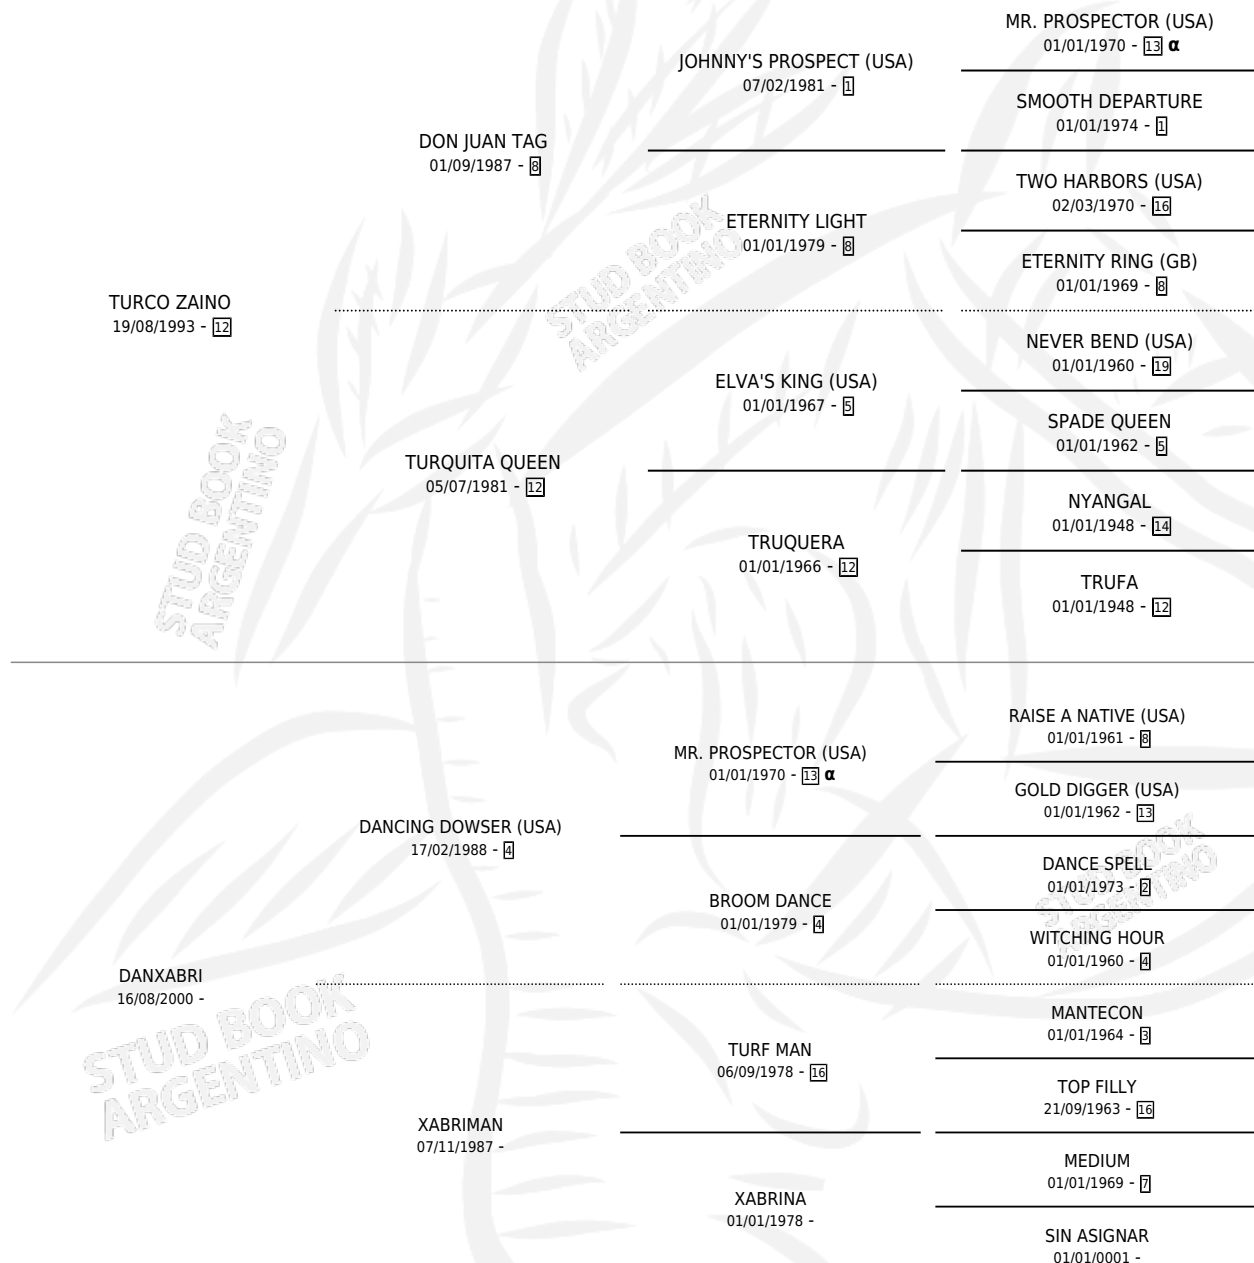 MR. PROSPECTOR (USA)
01/01/1970 - 13 α
JOHNNY'S PROSPECT (USA)
07/02/1981 - 1
SMOOTH DEPARTURE
01/01/1974 - 1
DON JUAN TAG
01/09/1987 - 8
TWO HARBORS (USA)
02/03/1970 - 16
ETERNITY LIGHT
01/01/1979 - 8
ETERNITY RING (GB)
01/01/1969 - 8
STUD BOOK
ARGENTINO
TURCO ZAINO
19/08/1993 - 12
NEVER BEND (USA)
01/01/1960 - 19
ELVA'S KING (USA)
01/01/1967 - 5
SPADE QUEEN
01/01/1962 - 5
TURQUITA QUEEN
05/07/1981 - 12
NYANGAL
01/01/1948 - 14
TRUQUERA
01/01/1966 - 12
TRUFA
01/01/1948 - 12
STUD BOOK
ARGENTINO
RAISE A NATIVE (USA)
01/01/1961 - 8
MR. PROSPECTOR (USA)
01/01/1970 - 13 α
GOLD DIGGER (USA)
01/01/1962 - 13
DANCING DOWSER (USA)
17/02/1988 - 4
DANCE SPELL
01/01/1973 - 2
BROOM DANCE
01/01/1979 - 4
WITCHING HOUR
01/01/1960 - 4
STUD BOOK
ARGENTINO
DANXABRI
16/08/2000 -
MANTECON
01/01/1964 - 3
TURF MAN
06/09/1978 - 16
TOP FILLY
21/09/1963 - 16
STUD BOOK
ARGENTINO
XABRIMAN
07/11/1987 -
MEDIUM
01/01/1969 - 7
XABRINA
01/01/1978 -
SIN ASIGNAR
01/01/0001 -